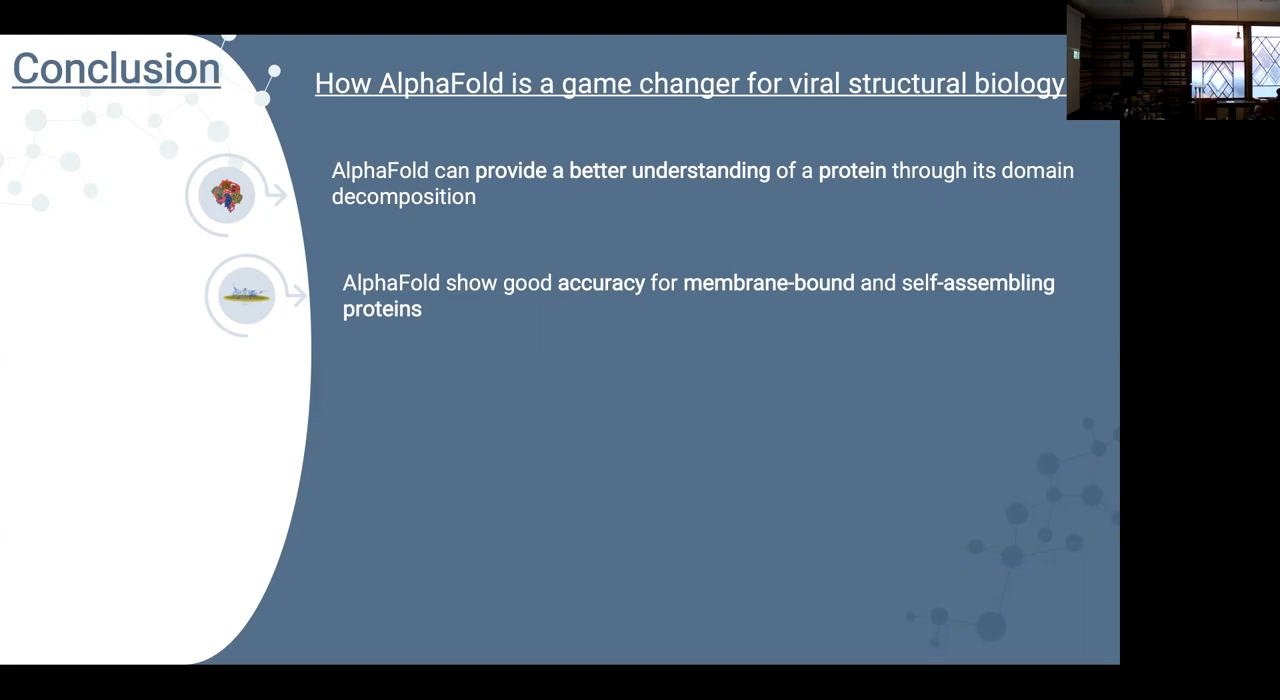 Conclusion
How AlphaFold is a game changer for viral structural biology
AlphaFold can provide a better understanding of a protein through its domain
decomposition
AlphaFold show good accuracy for membrane-bound and self-assembling
proteins